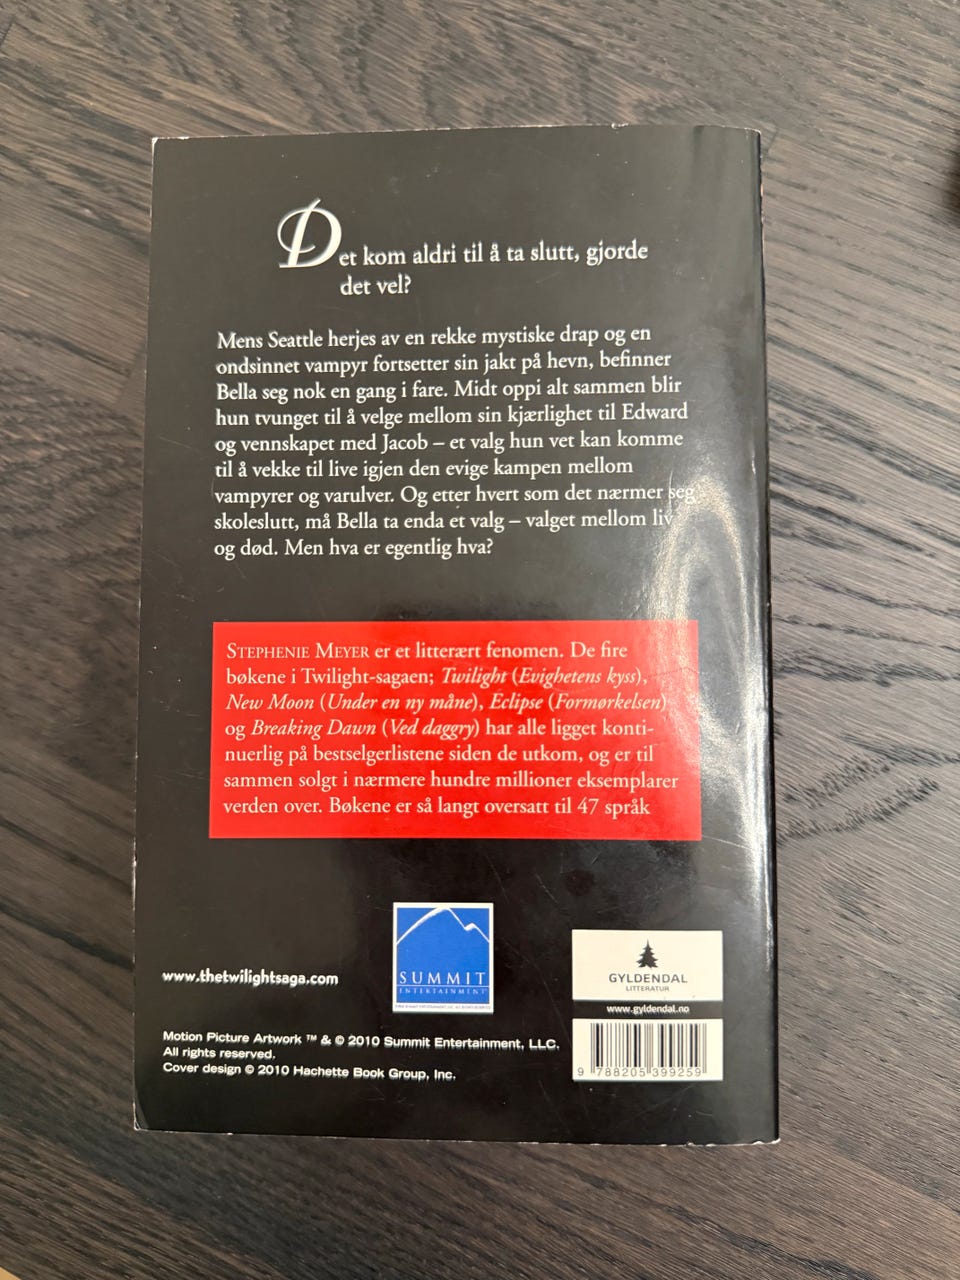 Det kom aldri til å ta slutt, gjorde
det vel?
Mens Seattle herjes av en rekke mystiske drap og en
ondsinnet vampyr fortsetter sin jakt på hevn, befinner
Bella seg nok en gang i fare. Midt oppi alt sammen blir
hun tvunget til å velge mellom sin kjærlighet til Edward
og vennskapet med Jacob – et valg hun vet kan komme
til å vekke til live igjen den evige kampen mellom
vampyrer og varulver. Og etter hvert som det nærmer seg
skoleslutt, må Bella ta enda et valg – valget mellom liv
og død. Men hva er egentlig hva?
STEPHENIE MEYER er et litterært fenomen. De fire
bøkene i Twilight-sagaen; Twilight (Evighetens kyss),
New Moon (Under en ny måne), Eclipse (Formørkelsen)
og Breaking Dawn (Ved daggry) har alle ligget konti-
nuerlig på bestselgerlistene siden de utkom, og er til
sammen solgt i nærmere hundre millioner eksemplarer
verden over. Bøkene er så langt oversatt til 47 språk
www.thetwilightsaga.com
SUMMIT
ENTERTAINMENT
GYLDENDAL
LITTERATUR
www.gyldendal.no
Motion Picture Artwork ™ & © 2010 Summit Entertainment, LLC.
All rights reserved.
Cover design © 2010 Hachette Book Group, Inc.
9 788205 399259